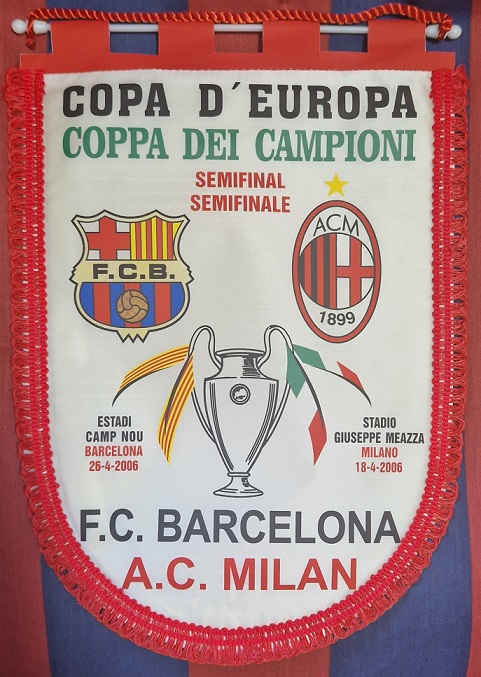 COPA D´EUROPA
COPPA DEI CAMPIONI
SEMIFINAL
SEMIFINALE
F.C.B.
ACM
1899
ESTADI
CAMP NOU
BARCELONA
26-4-2006
STADIO
GIUSEPPE MEAZZA
MILANO
18-4-2006
F.C. BARCELONA
A.C. MILAN